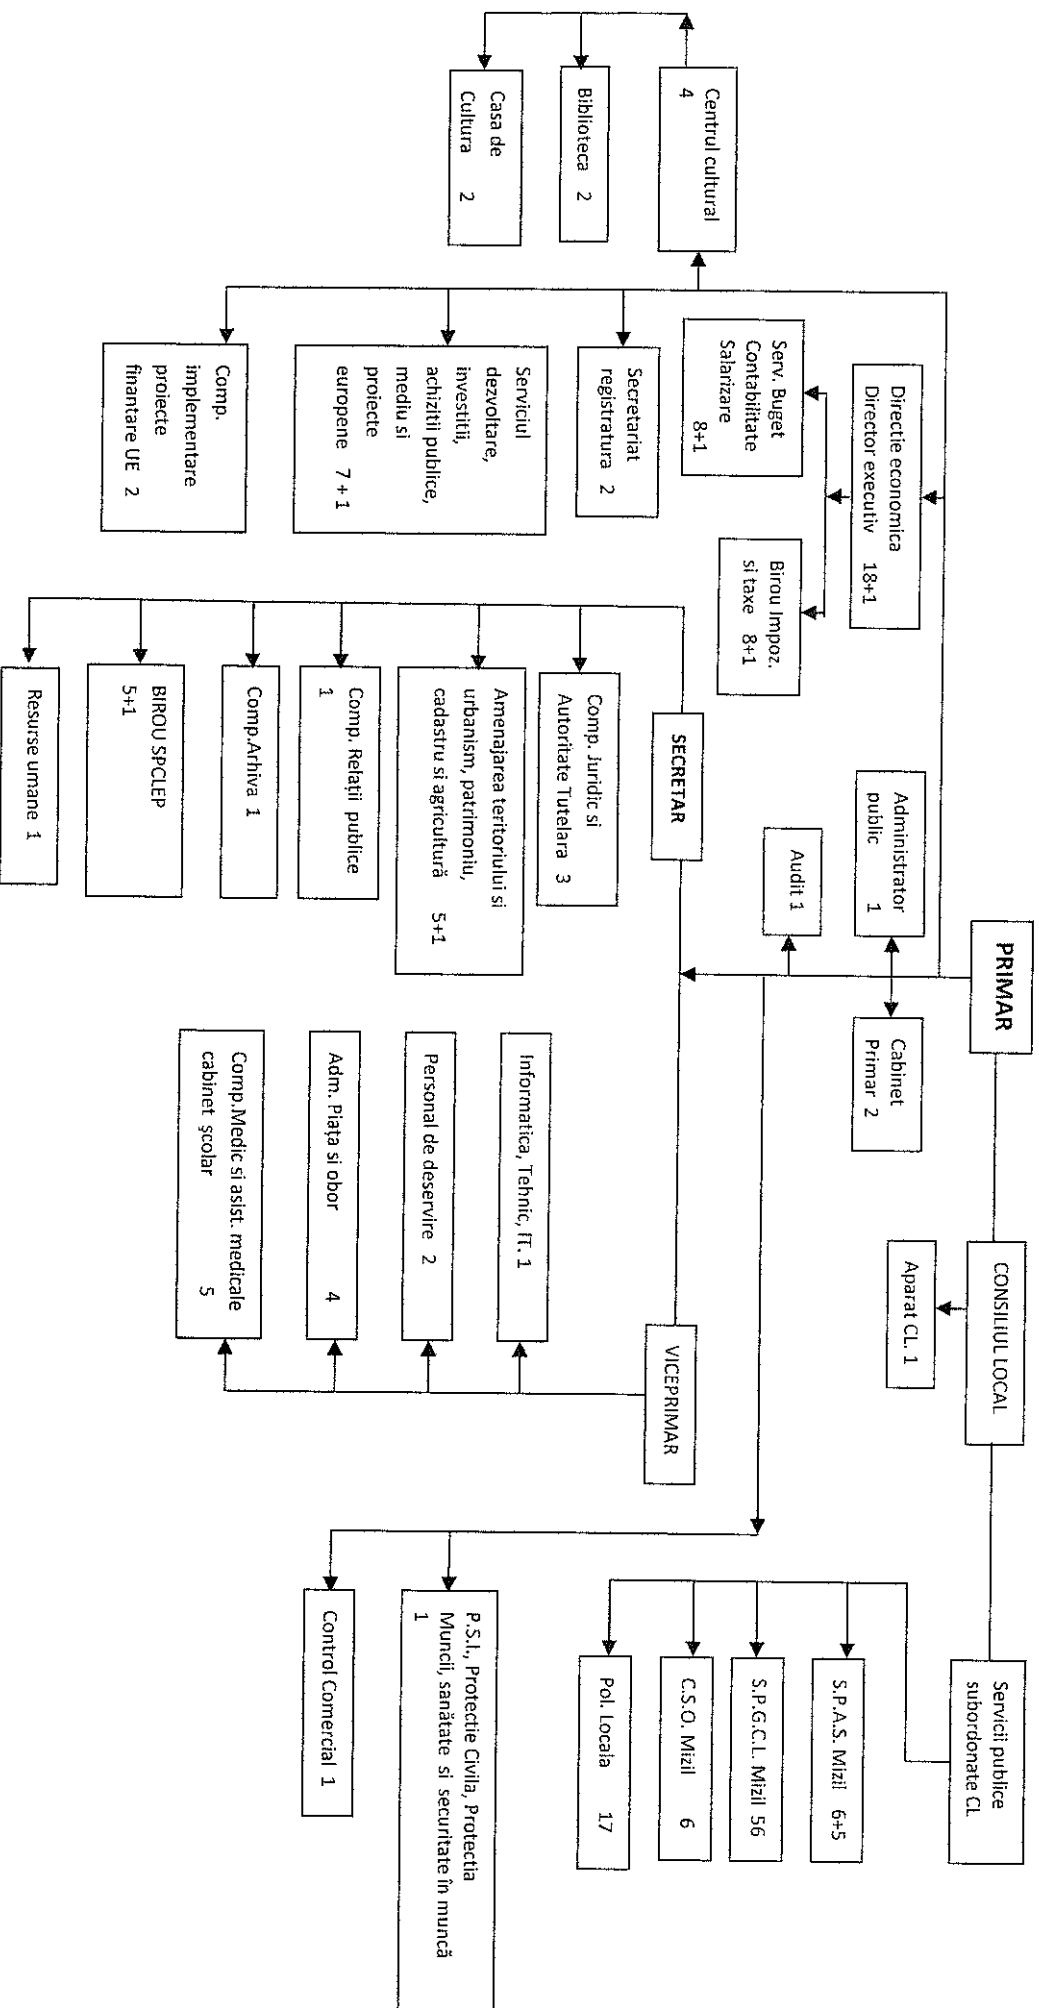 PRIMAR
CONSILIUL LOCAL
Servicii publice
subordonate CL
Administrator
public 1
Cabinet
Primar 2
Aparat CL. 1
Audit 1
Directie economica
Director executiv 18+1
Serv. Buget
Contabilitate
Salarizare
8+1
Birou Impoz.
si taxe 8+1
Centrul cultural
4
Biblioteca 2
Casa de
Cultura 2
Secretariat
registratura 2
Serviciul
dezvoltare,
investitii,
achizitii publice,
mediu si
proiecte
europene 7 + 1
Comp.
implementare
proiecte
finantare UE 2
SECRETAR
Comp. Juridic si
Autoritate Tutelara 3
Amenajarea teritoriului si
urbanism, patrimoniu,
cadastru si agricultură 5+1
Comp. Relații publice
1
Comp.Arhiva 1
BIROU SPCLEP
5+1
Resurse umane 1
VICEPRIMAR
Informatica, Tehnic, IT. 1
Personal de deservire 2
Adm. Piața si obor 4
Comp.Medic si asist. medicale
cabinet școlar 5
S.P.A.S. Mizil 6+5
S.P.G.C.L. Mizil 56
C.S.O. Mizil 6
Pol. Locala 17
P.S.I., Protectie Civila, Protectia
Muncii, sanătate si securitate în muncă
1
Control Comercial 1